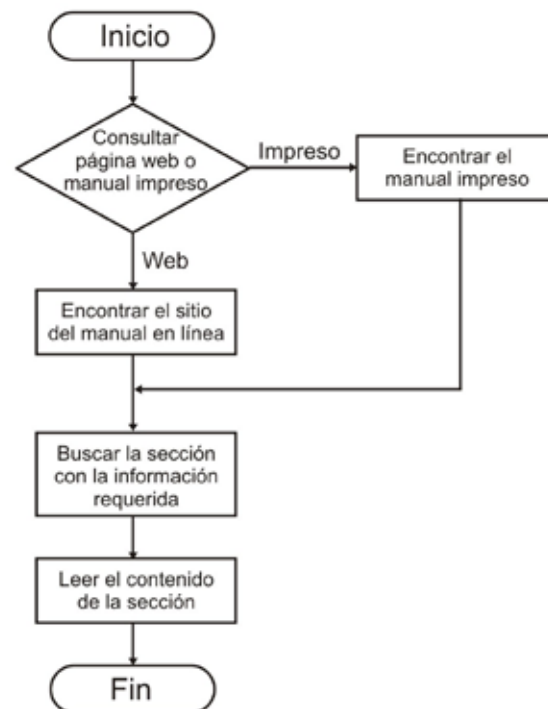 Inicio
Consultar
página web o
manual impreso
Impreso
Encontrar el
manual impreso
Web
Encontrar el sitio
del manual en línea
Buscar la sección
con la información
requerida
Leer el contenido
de la sección
Fin